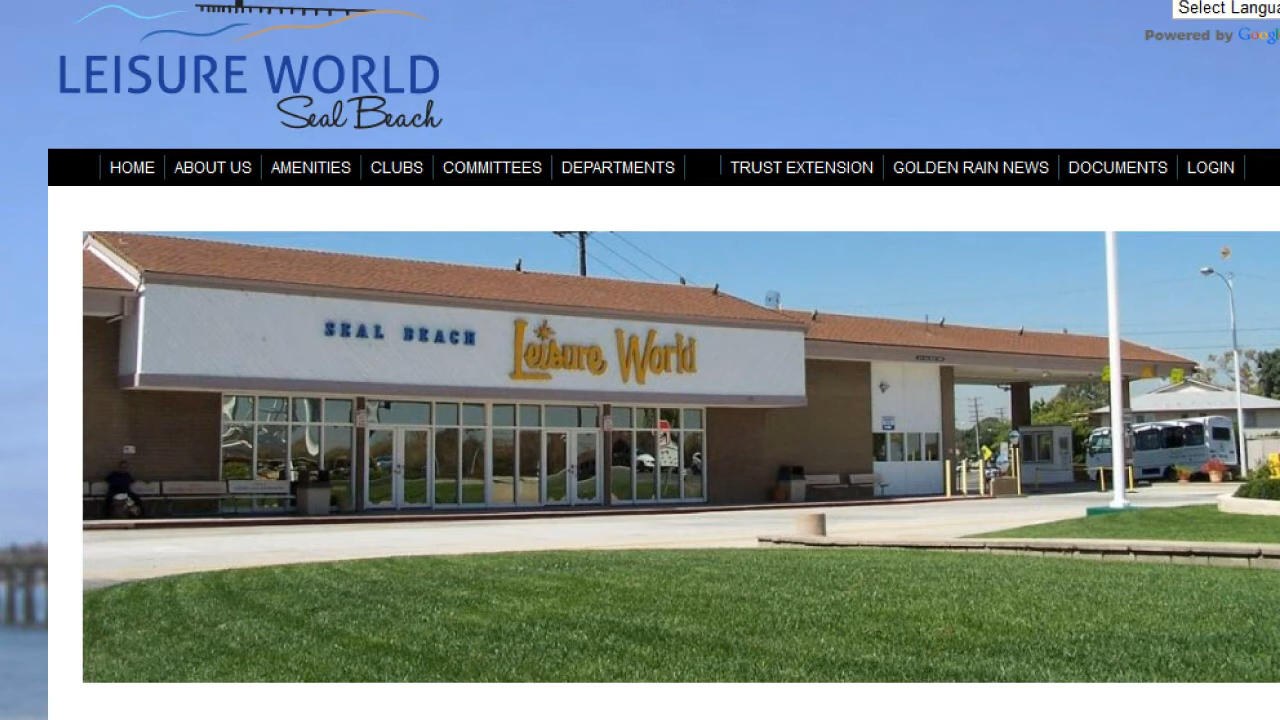 Select Langua
Powered by Googl
LEISURE WORLD
Seal Beach
HOME ABOUT US AMENITIES CLUBS COMMITTEES DEPARTMENTS TRUST EXTENSION GOLDEN RAIN NEWS DOCUMENTS LOGIN
SEAL BEACH Leisure World